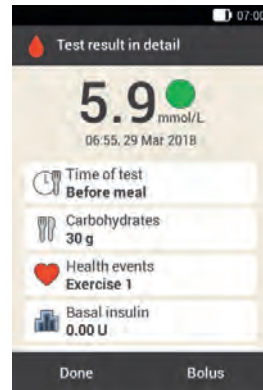 07:00
Test result in detail
5.9
mmol/L
06:55, 29 Mar 2018
Time of test
Before meal
Carbohydrates
30 g
Health events
Exercise 1
Basal insulin
0.00 U
Done Bolus